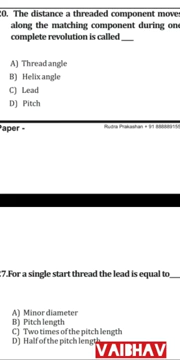 20. The distance a threaded component moves
along the matching component during one
complete revolution is called ___
A) Thread angle
B) Helix angle
C) Lead
D) Pitch
Paper -
Rudra Prakashan + 91 888889155
27.For a single start thread the lead is equal to___
A) Minor diameter
B) Pitch length
C) Two times of the pitch length
D) Half of the pitch length
VAIBHAV